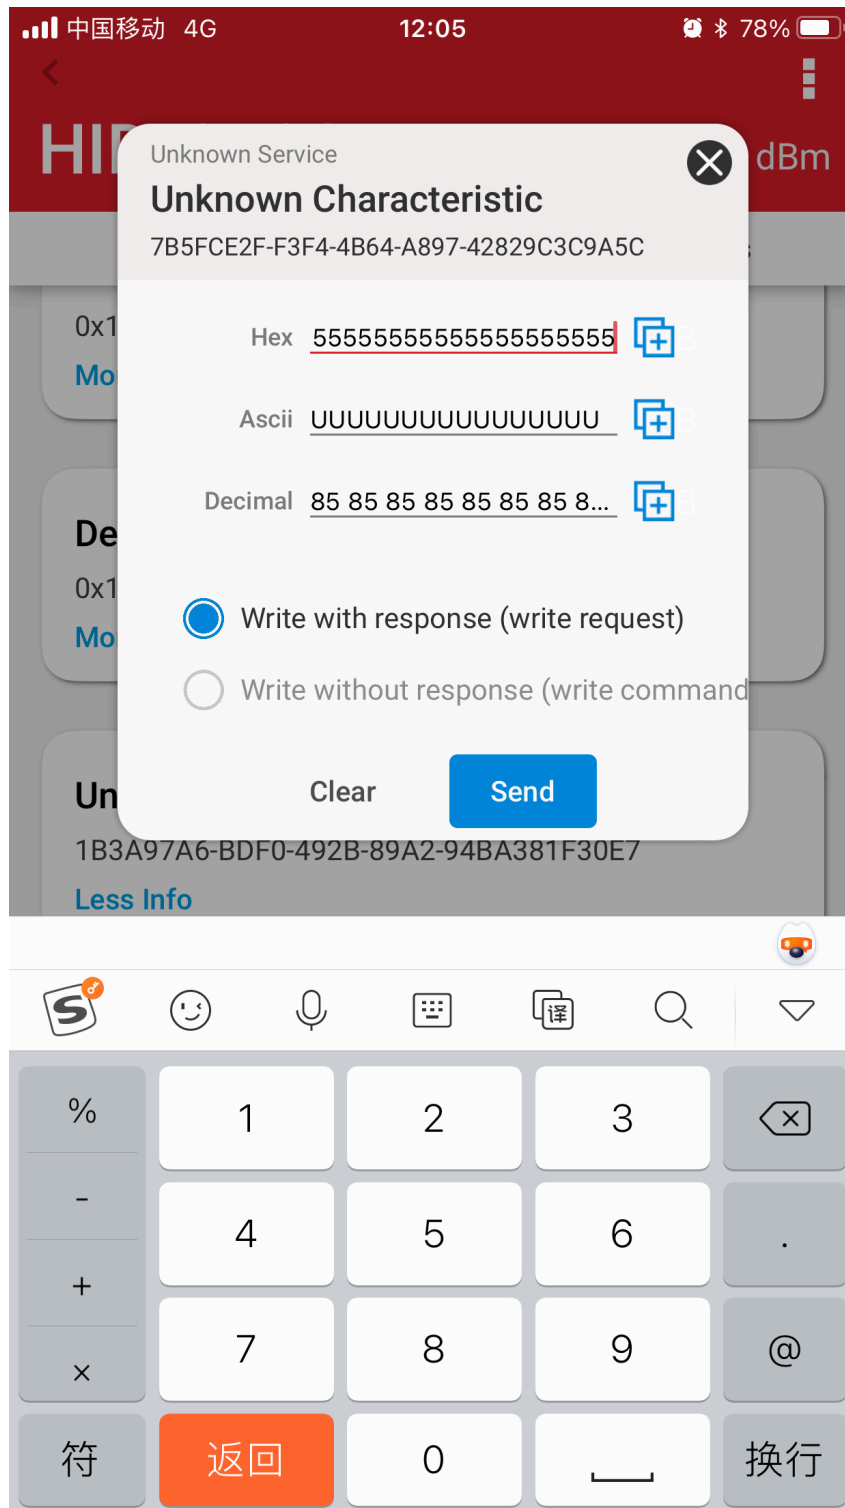 中国移动 4G 12:05 78%
dBm
Unknown Service
Unknown Characteristic
7B5FCE2F-F3F4-4B64-A897-42829C3C9A5C
0x1
Hex 55555555555555555555
Mo
Ascii UUUUUUUUUUUUUUUU
Decimal 85 85 85 85 85 85 85 8...
De
0x1
Write with response (write request)
Mo
Write without response (write command
Clear Send
Un
1B3A97A6-BDF0-492B-89A2-94BA381F30E7
Less Info
S
译
% 1 2 3
- 4 5 6 .
+
7 8 9 @
×
符 返回 0 换行